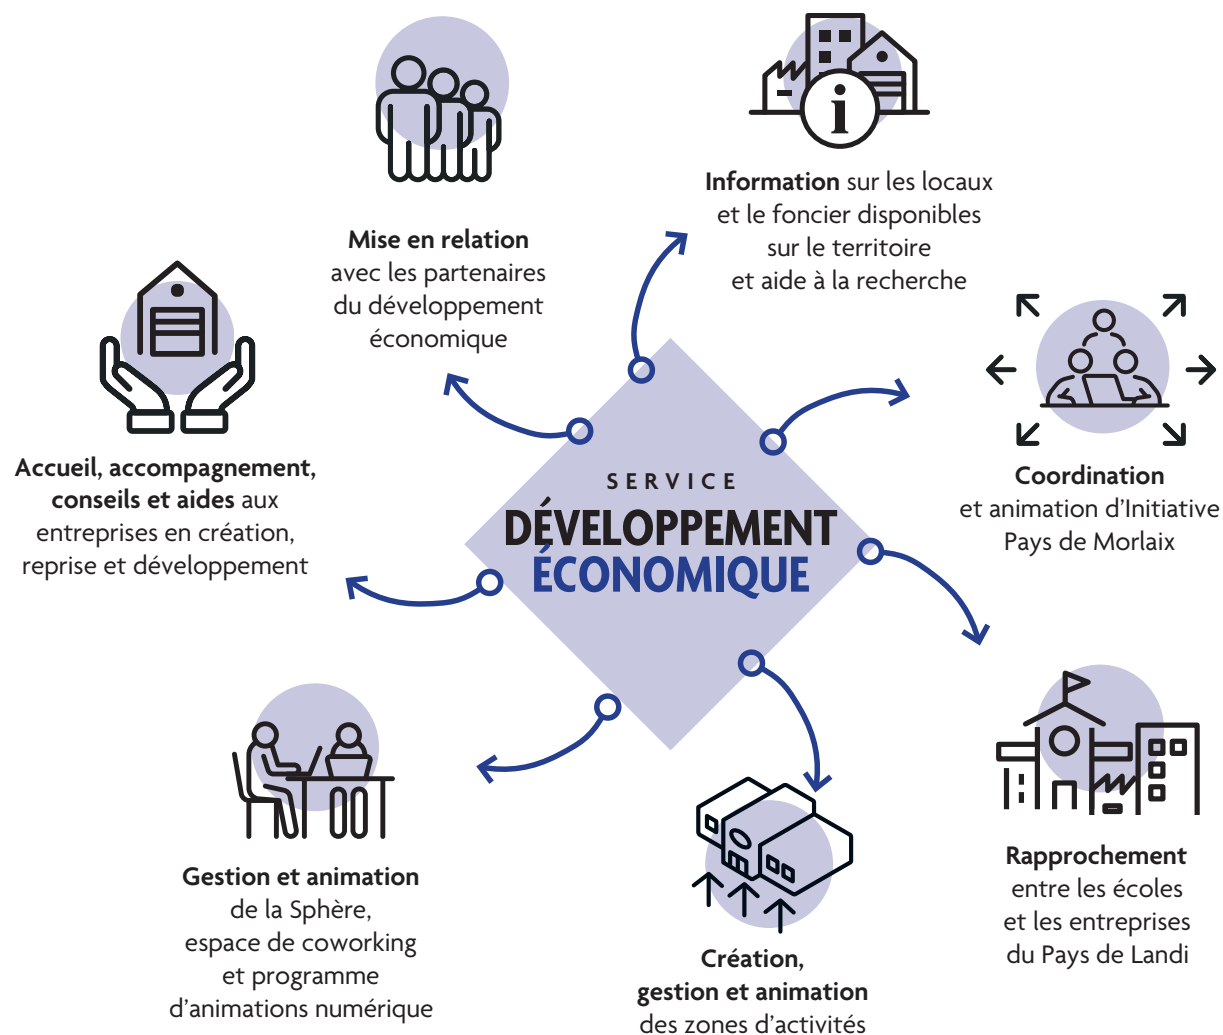 Information sur les locaux
et le foncier disponibles
sur le territoire
et aide à la recherche
Mise en relation
avec les partenaires
du développement
économique
Accueil, accompagnement,
conseils et aides aux
entreprises en création,
reprise et développement
SERVICE
DÉVELOPPEMENT
ÉCONOMIQUE
Coordination
et animation d’Initiative
Pays de Morlaix
Rapprochement
entre les écoles
et les entreprises
du Pays de Landi
Gestion et animation
de la Sphère,
espace de coworking
et programme
d’animations numérique
Création,
gestion et animation
des zones d’activités